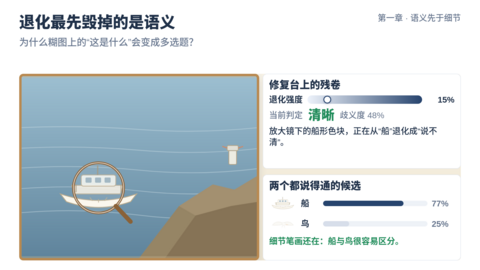 退化最先毁掉的是语义
第一章 · 语义先于细节
为什么糊图上的“这是什么”会变成多选题？
修复台上的残卷
退化强度 15%
当前判定 清晰 歧义度 48%
放大镜下的船形色块，正在从“船”退化成“说不
清”。
两个都说得通的候选
船 77%
鸟 25%
细节笔画还在：船与鸟很容易区分。